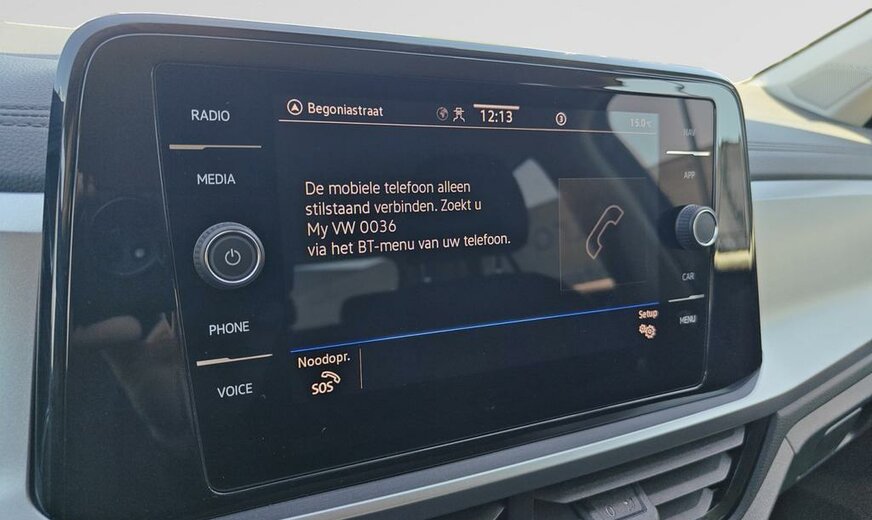 RADIO
MEDIA
PHONE
VOICE
Begoniastraat
12:13
15.0°C
De mobiele telefoon alleen
stilstaand verbinden. Zoekt u
My VW 0036
via het BT-menu van uw telefoon.
Setup
Noodopr.
SOS
NAV
APP
CAR
MENU